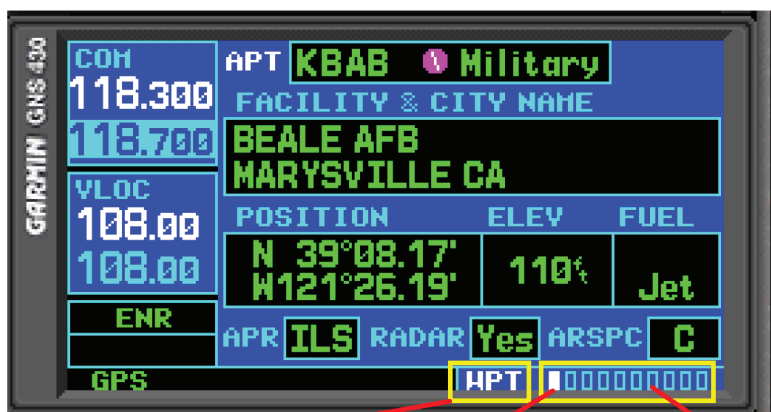 GARMIN GNS 430
COM
118.300
118.700
VLOC
108.00
108.00
ENR
GPS
APT KBAB Military
FACILITY & CITY NAME
BEALE AFB
MARYSVILLE CA
POSITION ELEV FUEL
N 39°08.17' 110ft Jet
W121°26.19'
APR ILS RADAR Yes ARSPC C
WPT